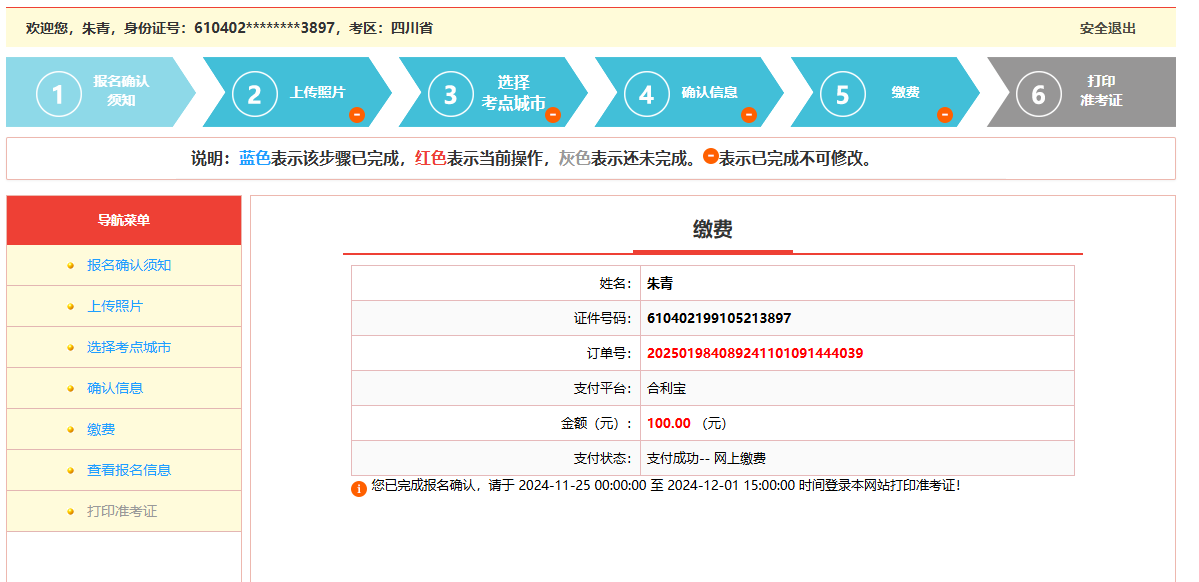 欢迎您，朱青，身份证号：610402********3897，考区：四川省
安全退出
1 报名确认
须知
2 上传照片
3 选择
考点城市
4 确认信息
5 缴费
6 打印
准考证
说明：蓝色表示该步骤已完成，红色表示当前操作，灰色表示还未完成。表示已完成不可修改。
导航菜单
报名确认须知
上传照片
选择考点城市
确认信息
缴费
查看报名信息
打印准考证
缴费
姓名： 朱青
证件号码： 610402199105213897
订单号： 202501984089241101091444039
支付平台： 合利宝
金额（元）： 100.00 （元）
支付状态： 支付成功-- 网上缴费
您已完成报名确认，请于 2024-11-25 00:00:00 至 2024-12-01 15:00:00 时间登录本网站打印准考证！